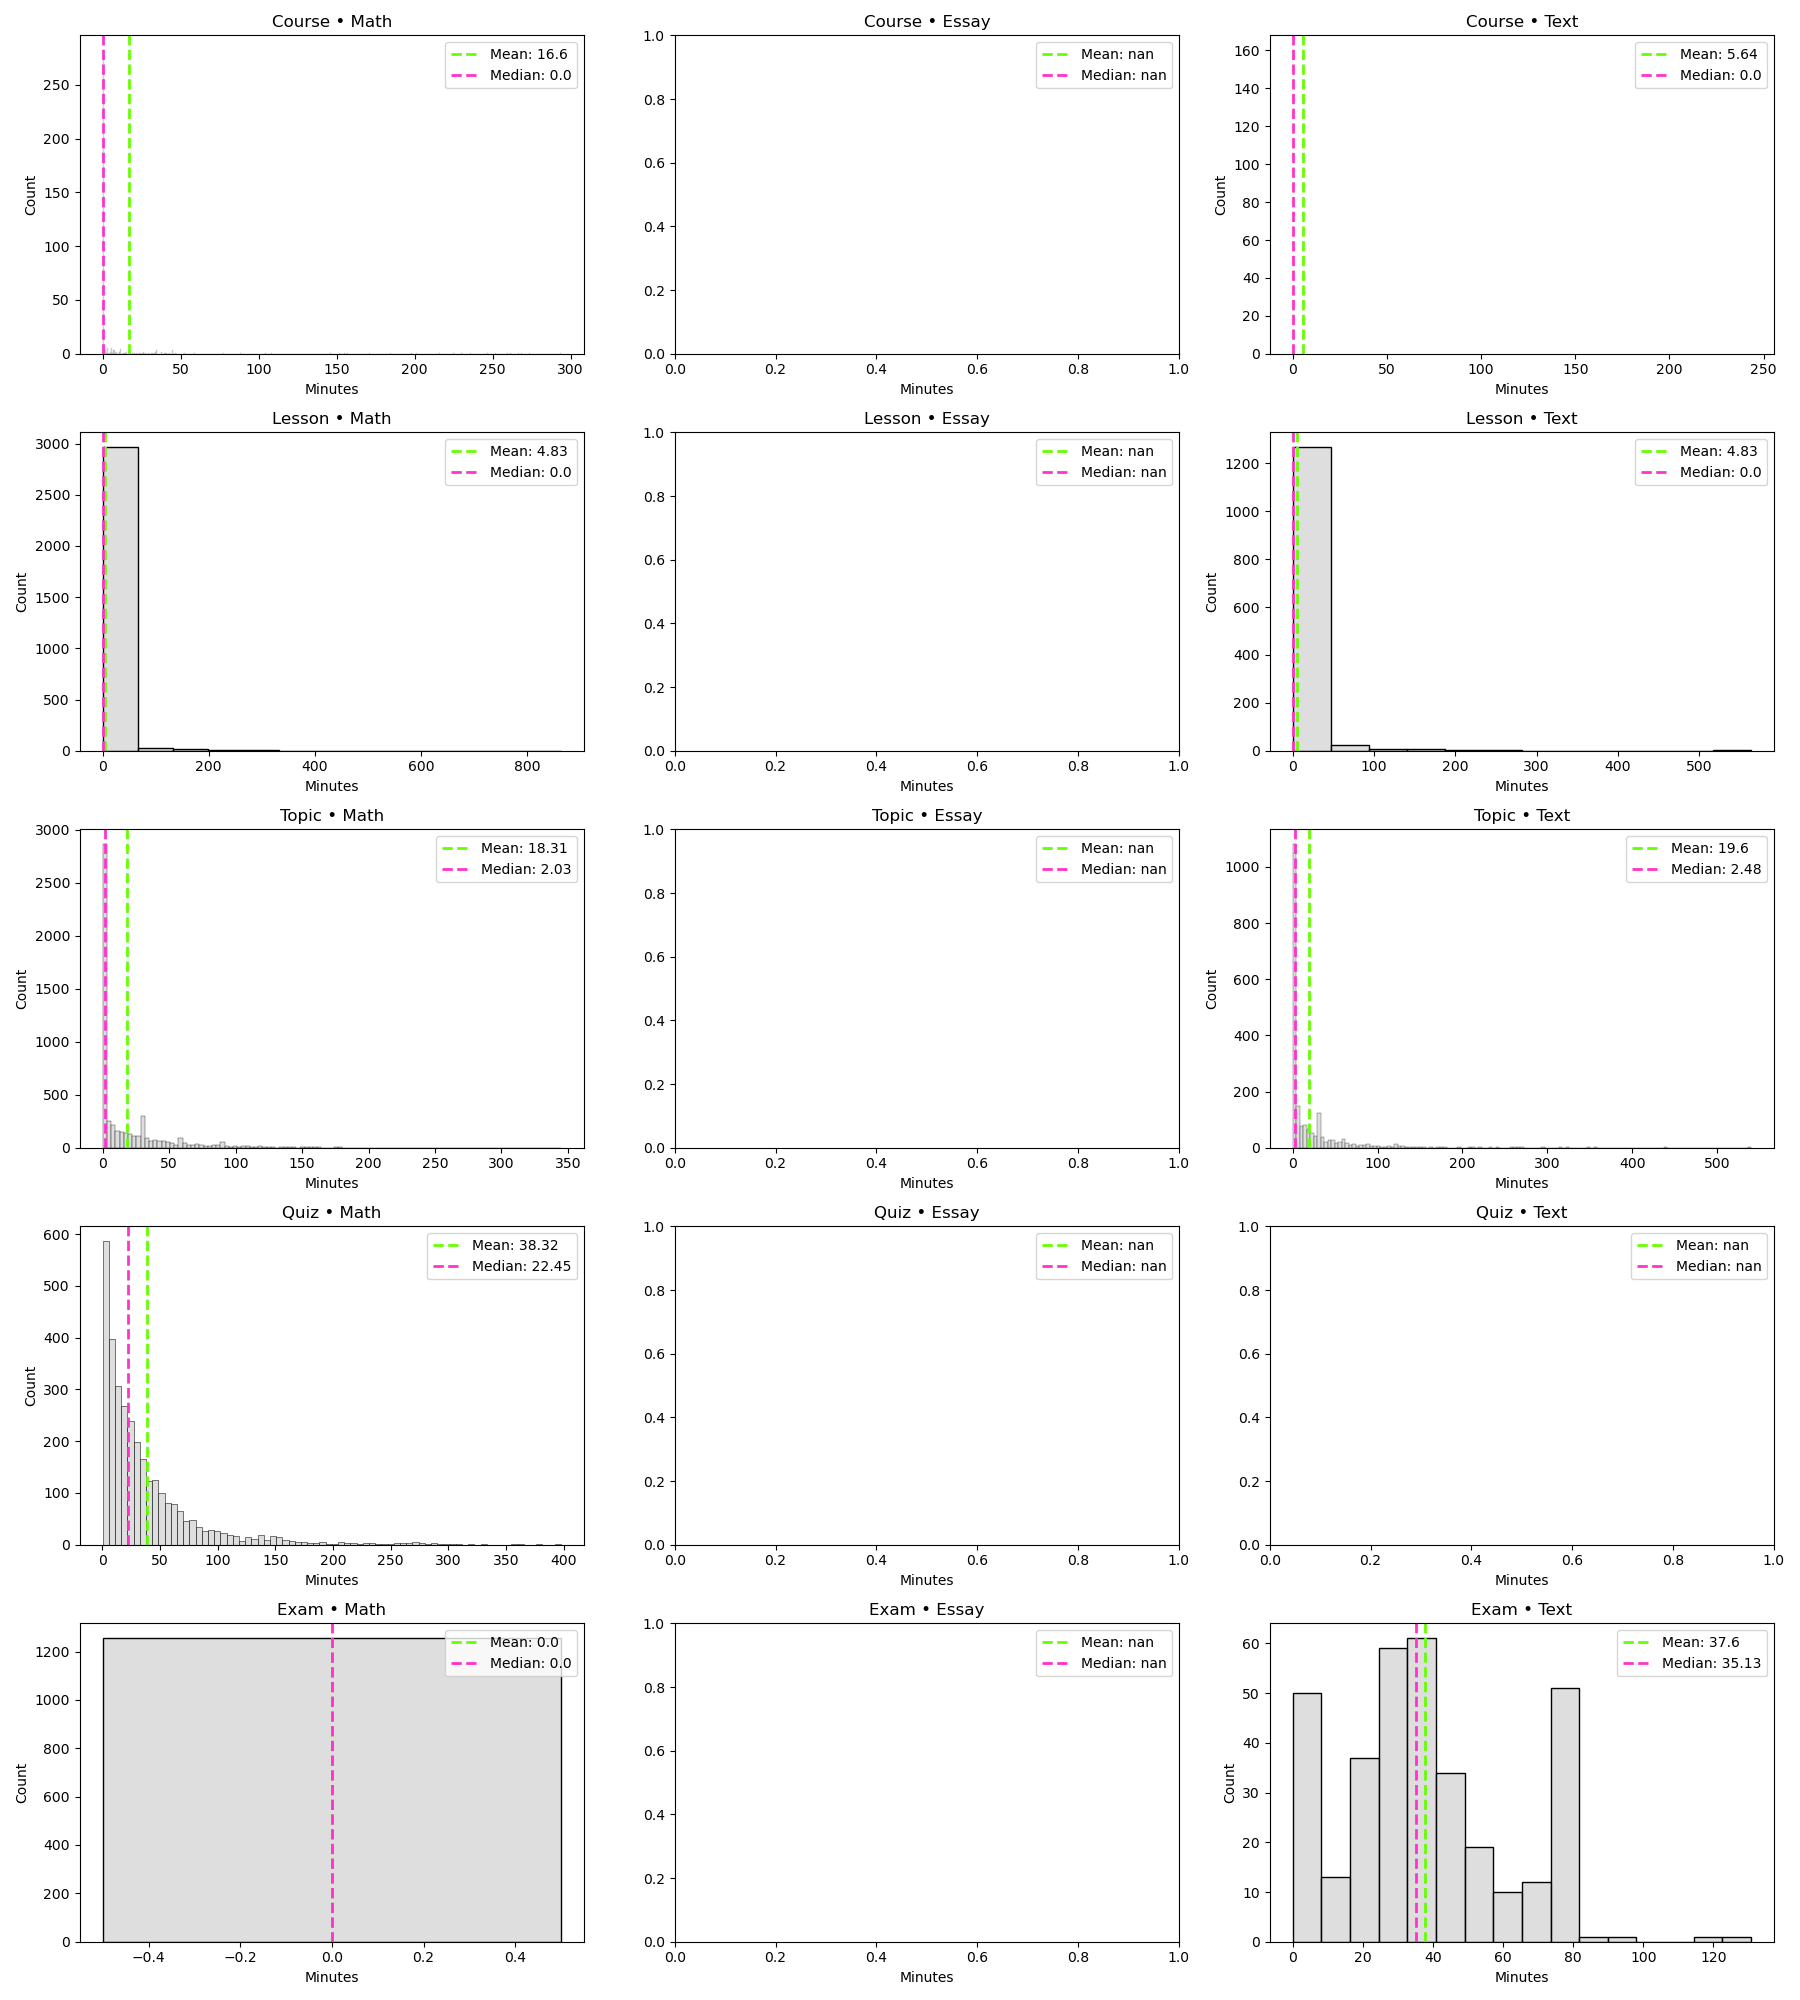 Course • Math
Mean: 16.6
Median: 0.0
250
200
150
100
50
0
Count
0 50 100 150 200 250 300
Minutes
Course • Essay
Mean: nan
Median: nan
1.0
0.8
0.6
0.4
0.2
0.0
0.0 0.2 0.4 0.6 0.8 1.0
Minutes
Course • Text
Mean: 5.64
Median: 0.0
160
140
120
100
80
60
40
20
0
Count
0 50 100 150 200 250
Minutes
Lesson • Math
Mean: 4.83
Median: 0.0
3000
2500
2000
1500
1000
500
0
Count
0 200 400 600 800
Minutes
Lesson • Essay
Mean: nan
Median: nan
1.0
0.8
0.6
0.4
0.2
0.0
0.0 0.2 0.4 0.6 0.8 1.0
Minutes
Lesson • Text
Mean: 4.83
Median: 0.0
1200
1000
800
600
400
200
0
Count
0 100 200 300 400 500
Minutes
Topic • Math
Mean: 18.31
Median: 2.03
3000
2500
2000
1500
1000
500
0
Count
0 50 100 150 200 250 300 350
Minutes
Topic • Essay
Mean: nan
Median: nan
1.0
0.8
0.6
0.4
0.2
0.0
0.0 0.2 0.4 0.6 0.8 1.0
Minutes
Topic • Text
Mean: 19.6
Median: 2.48
1000
800
600
400
200
0
Count
0 100 200 300 400 500
Minutes
Quiz • Math
Mean: 38.32
Median: 22.45
600
500
400
300
200
100
0
Count
0 50 100 150 200 250 300 350 400
Minutes
Quiz • Essay
Mean: nan
Median: nan
1.0
0.8
0.6
0.4
0.2
0.0
0.0 0.2 0.4 0.6 0.8 1.0
Minutes
Quiz • Text
Mean: nan
Median: nan
1.0
0.8
0.6
0.4
0.2
0.0
0.0 0.2 0.4 0.6 0.8 1.0
Minutes
Exam • Math
Mean: 0.0
Median: 0.0
1200
1000
800
600
400
200
0
Count
−0.4 −0.2 0.0 0.2 0.4
Minutes
Exam • Essay
Mean: nan
Median: nan
1.0
0.8
0.6
0.4
0.2
0.0
0.0 0.2 0.4 0.6 0.8 1.0
Minutes
Exam • Text
Mean: 37.6
Median: 35.13
60
50
40
30
20
10
0
Count
0 20 40 60 80 100 120
Minutes